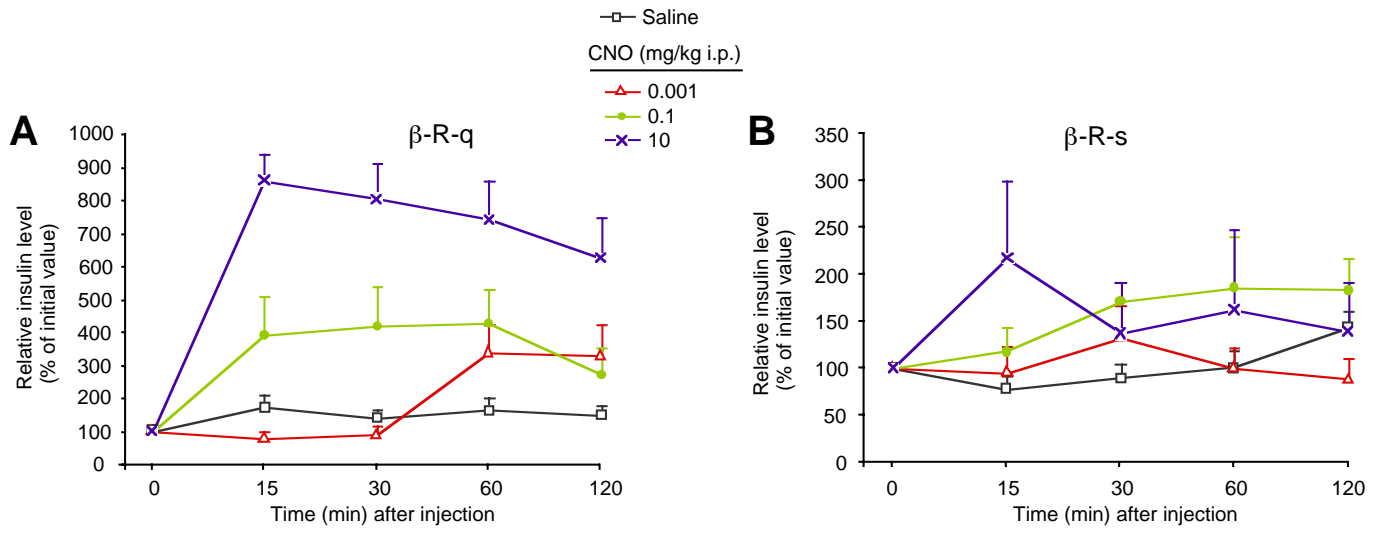 Saline
CNO (mg/kg i.p.)
0.001
0.1
10
A
β-R-q
Relative insulin level
(% of initial value)
1000
900
800
700
600
500
400
300
200
100
0
0 15 30 60 120
Time (min) after injection
B
β-R-s
Relative insulin level
(% of initial value)
350
300
250
200
150
100
50
0
0 15 30 60 120
Time (min) after injection